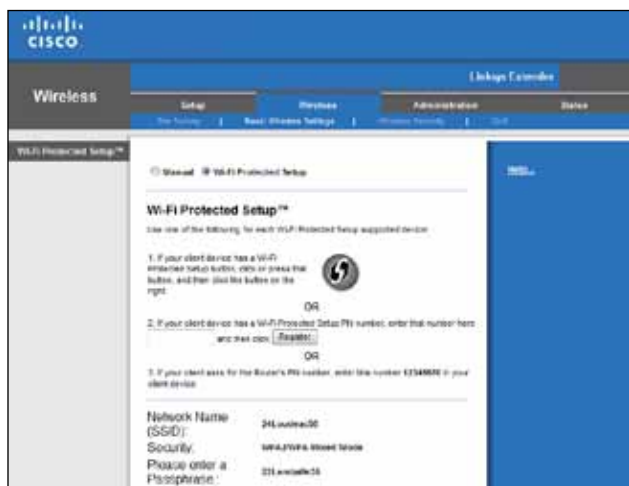 CISCO
Linksys Extender
Wireless
Setup
Wireless
Administration
Status
Basic Wireless Settings
Wireless Security
Wi-Fi Protected Setup™
Manual Wi-Fi Protected Setup
Wi-Fi Protected Setup™
Use one of the following for each Wi-Fi Protected Setup supported device:
1. If your client device has a Wi-Fi
Protected Setup button, click or press that
button, and then click the button on the
right.
OR
2. If your client device has a Wi-Fi Protected Setup PIN number, enter that number here
and then click Register
OR
3. If your client asks for the Router's PIN number, enter this number in your
client device.
Network Name
(SSID):
Security: Mixed Mode
Please enter a
Passphrase :